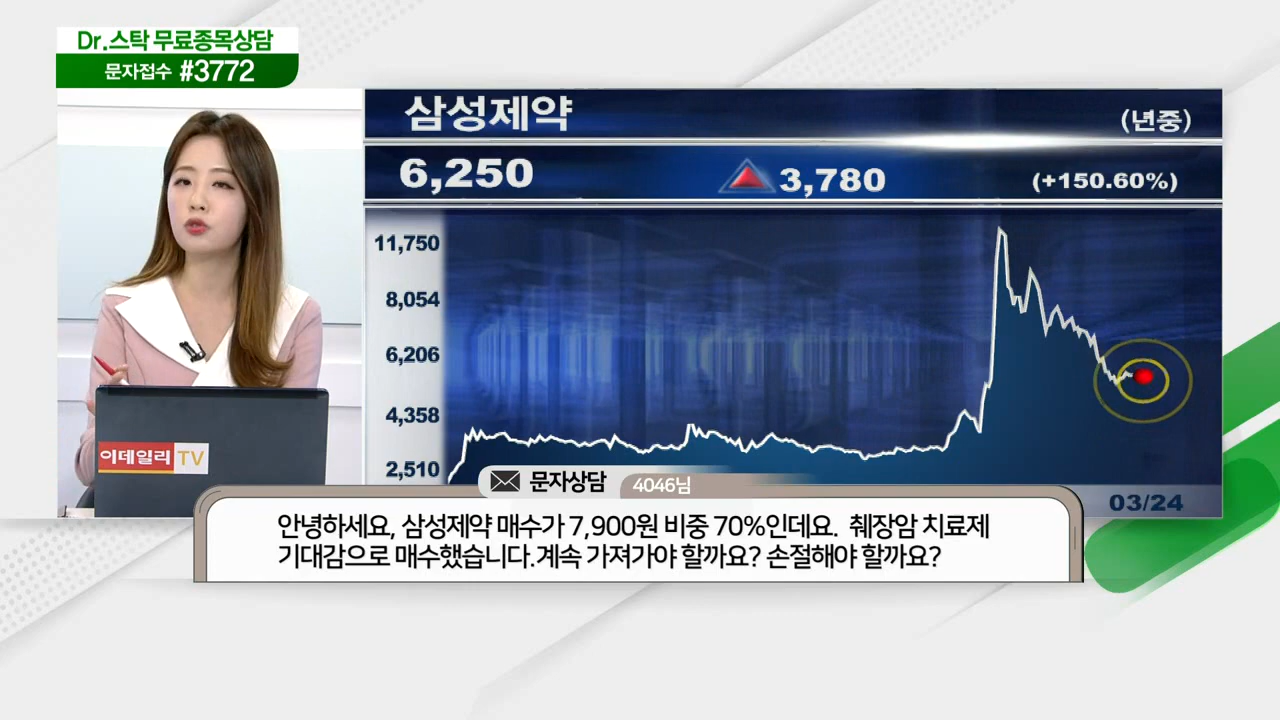 Dr.스탁 무료종목상담
문자접수 #3772
삼성제약
(년중)
6,250 ▲ 3,780 (+150.60%)
11,750
8,054
6,206
4,358
2,510
03/24
이데일리 TV
문자상담 4046님
안녕하세요, 삼성제약 매수가 7,900원 비중 70%인데요. 췌장암 치료제
기대감으로 매수했습니다.계속 가져가야 할까요? 손절해야 할까요?